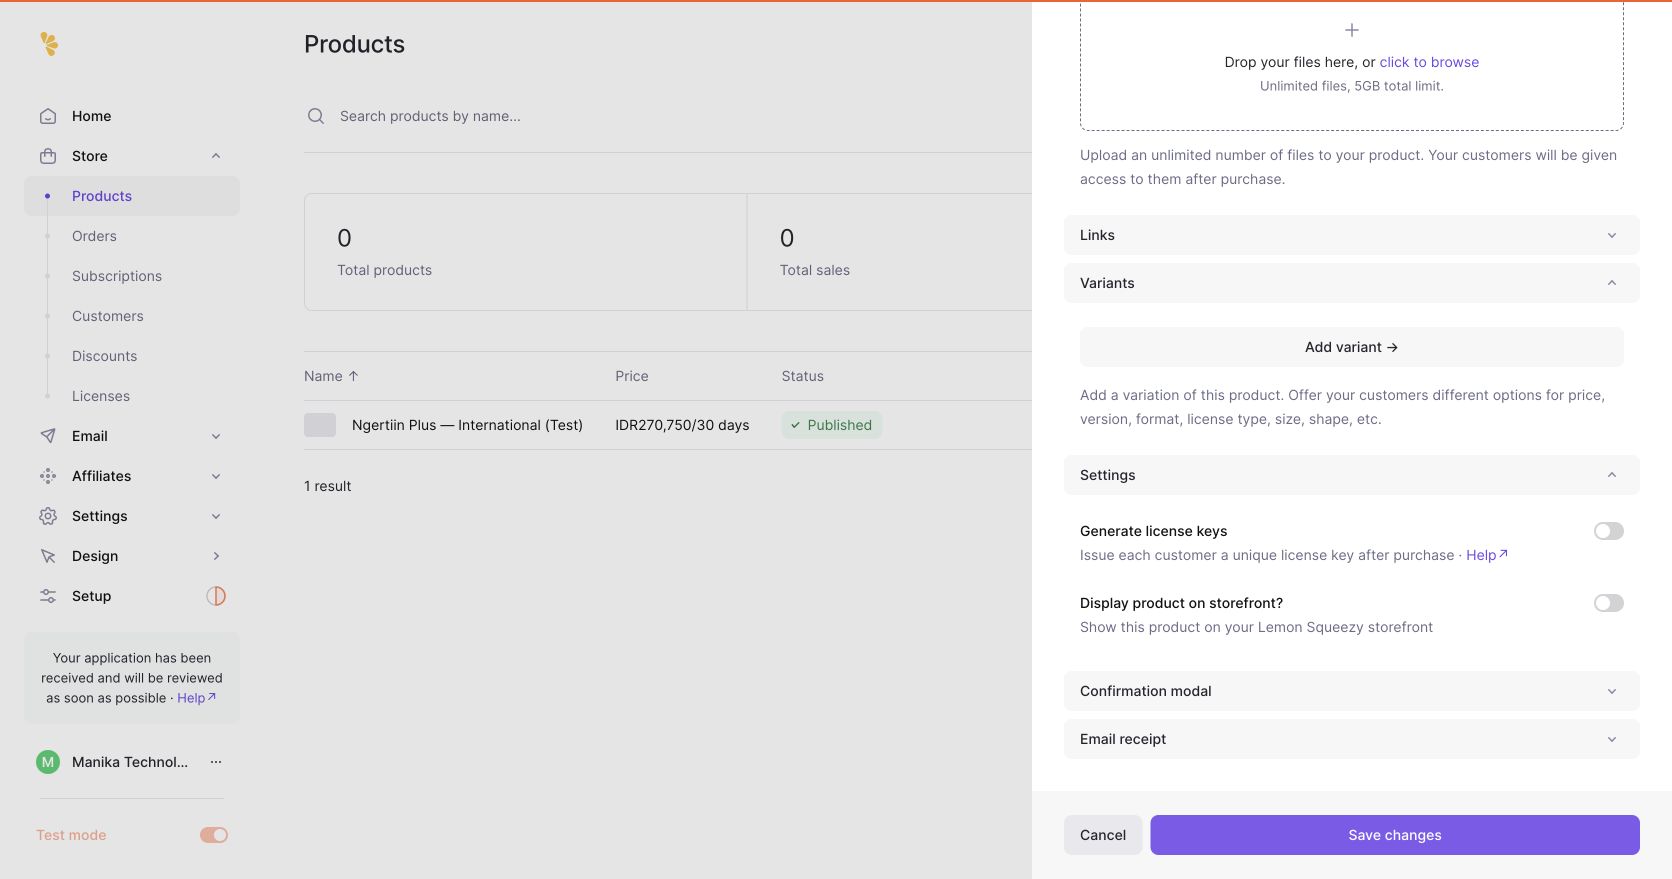 Products
Home
Search products by name...
Store
Products
Orders
Subscriptions
Customers
Discounts
Licenses
Email
Affiliates
Settings
Design
Setup
Your application has been
received and will be reviewed
as soon as possible · Help↗
M Manika Technol... ···
Test mode
0
Total products
0
Total sales
Name ↑ Price Status
Ngertiin Plus — International (Test) IDR270,750/30 days ✓ Published
1 result
+
Drop your files here, or click to browse
Unlimited files, 5GB total limit.
Upload an unlimited number of files to your product. Your customers will be given
access to them after purchase.
Links
Variants
Add variant →
Add a variation of this product. Offer your customers different options for price,
version, format, license type, size, shape, etc.
Settings
Generate license keys
Issue each customer a unique license key after purchase · Help↗
Display product on storefront?
Show this product on your Lemon Squeezy storefront
Confirmation modal
Email receipt
Cancel
Save changes